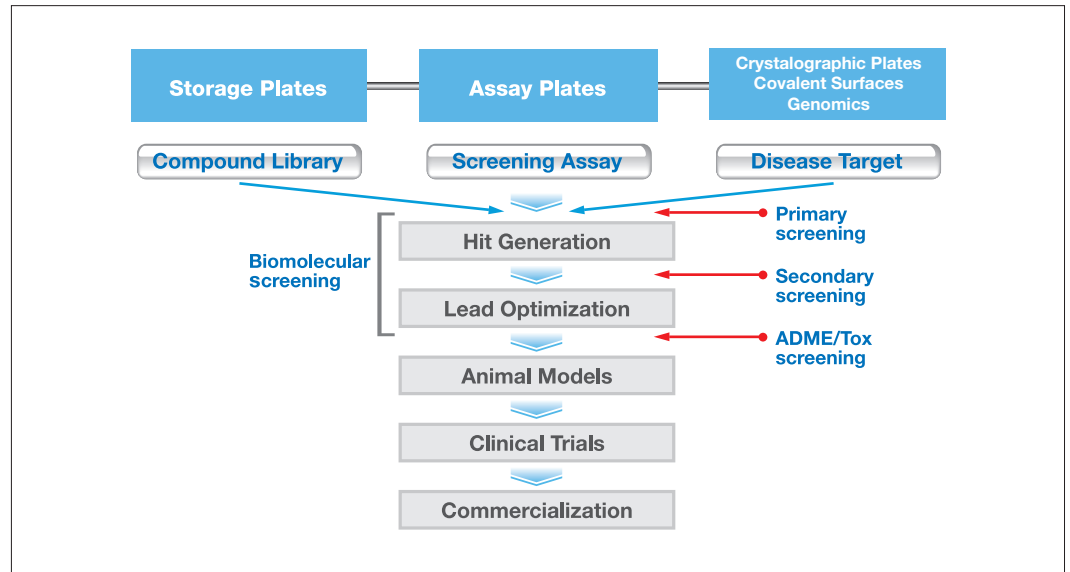 Storage Plates
Assay Plates
Crystalographic Plates
Covalent Surfaces
Genomics
Compound Library
Screening Assay
Disease Target
Primary
screening
Hit Generation
Biomolecular
screening
Secondary
screening
Lead Optimization
ADME/Tox
screening
Animal Models
Clinical Trials
Commercialization